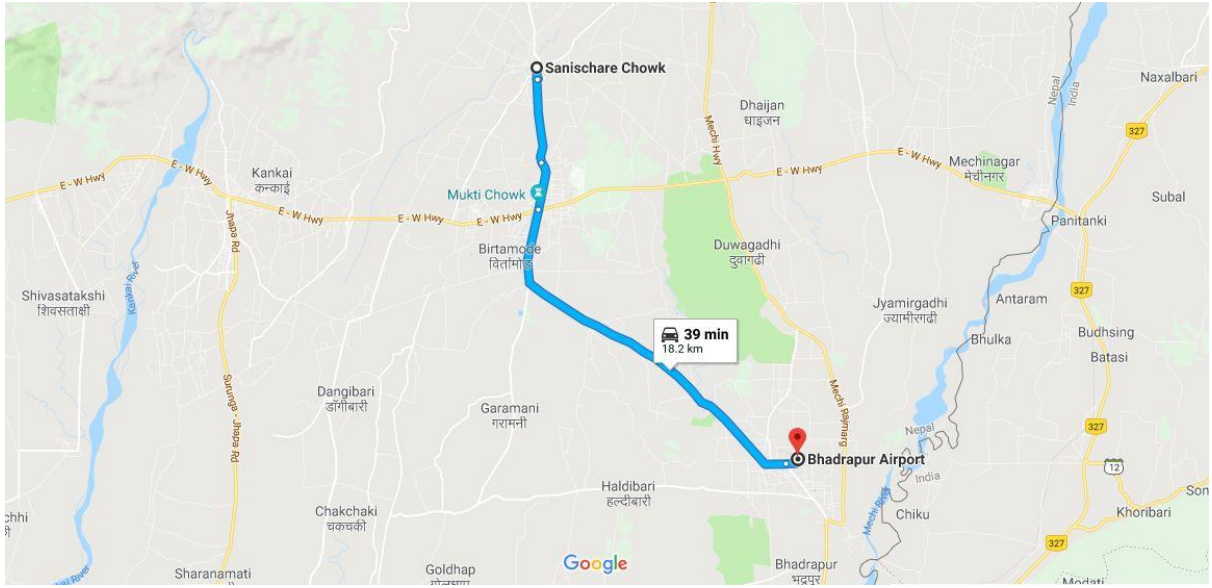 Sanischare Chowk
Naxalbari
Nepal
India
Dhaijan
धाइजन
Mechi Hwy
327
E - W Hwy
E - W Hwy
Kankai
कन्काई
E - W Hwy
E - W Hwy
Mechinagar
मेचीनगर
Subal
Mukti Chowk
E - W Hwy
E - W Hwy
E - W Hwy
Panitanki
Jhapa Rd
Birtamode
विर्तामोड
Duwagadhi
दुवागढी
Kankai River
Shivasatakshi
शिवसताक्षी
Jyamirgadhi
ज्यामीरगढी
327
Antaram
39 min
18.2 km
Bhulka
Budhsing
Batasi
Surunga - Jhapa Rd
Dangibari
डाँगीबारी
Garamani
गरामनी
Mechi Rajmarg
Nepal
India
327
Bhadrapur Airport
12
Haldibari
हल्दीबारी
Mechi River
Chiku
Son
Khoribari
chhi
की
Chakchaki
चकचकी
327
Kankai River
Sharanamati
Goldhap
Google
Bhadrapur
भद्रपुर
Modati